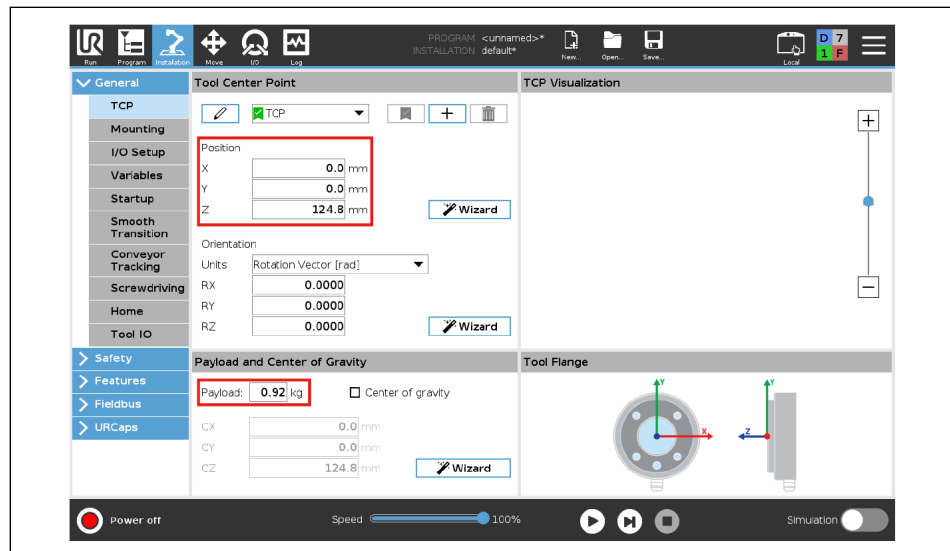 PROGRAM <unnamed>*
INSTALLATION default*
Run Program Installation Move I/O Log New... Open... Save... Local
D 7
1 F
General
TCP
Mounting
I/O Setup
Variables
Startup
Smooth
Transition
Conveyor
Tracking
Screwdriving
Home
Tool IO
Safety
Features
Fieldbus
URCaps
Tool Center Point
TCP
Position
X 0.0 mm
Y 0.0 mm
Z 124.8 mm Wizard
Orientation
Units Rotation Vector [rad]
RX 0.0000
RY 0.0000
RZ 0.0000 Wizard
Payload and Center of Gravity
Payload: 0.92 kg Center of gravity
CX 0.0 mm
CY 0.0 mm
CZ 124.8 mm Wizard
TCP Visualization
Tool Flange
Y Y
X Z
Power off Speed 100% Simulation